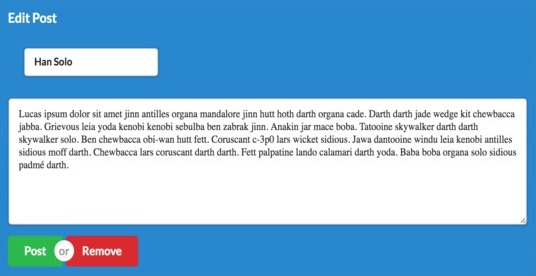 Edit Post
Han Solo
Lucas ipsum dolor sit amet jinn antilles organa mandalore jinn hutt hoth darth organa cade. Darth darth jade wedge kit chewbacca
jabba. Grievous leia yoda kenobi kenobi sebulba ben zabrak jinn. Anakin jar mace boba. Tatooine skywalker darth darth
skywalker solo. Ben chewbacca obi-wan hutt fett. Coruscant c-3p0 lars wicket sidious. Jawa dantooine windu leia kenobi antilles
sidious moff darth. Chewbacca lars coruscant darth darth. Fett palpatine lando calamari darth yoda. Baba boba organa solo sidious
padmé darth.
Post or Remove